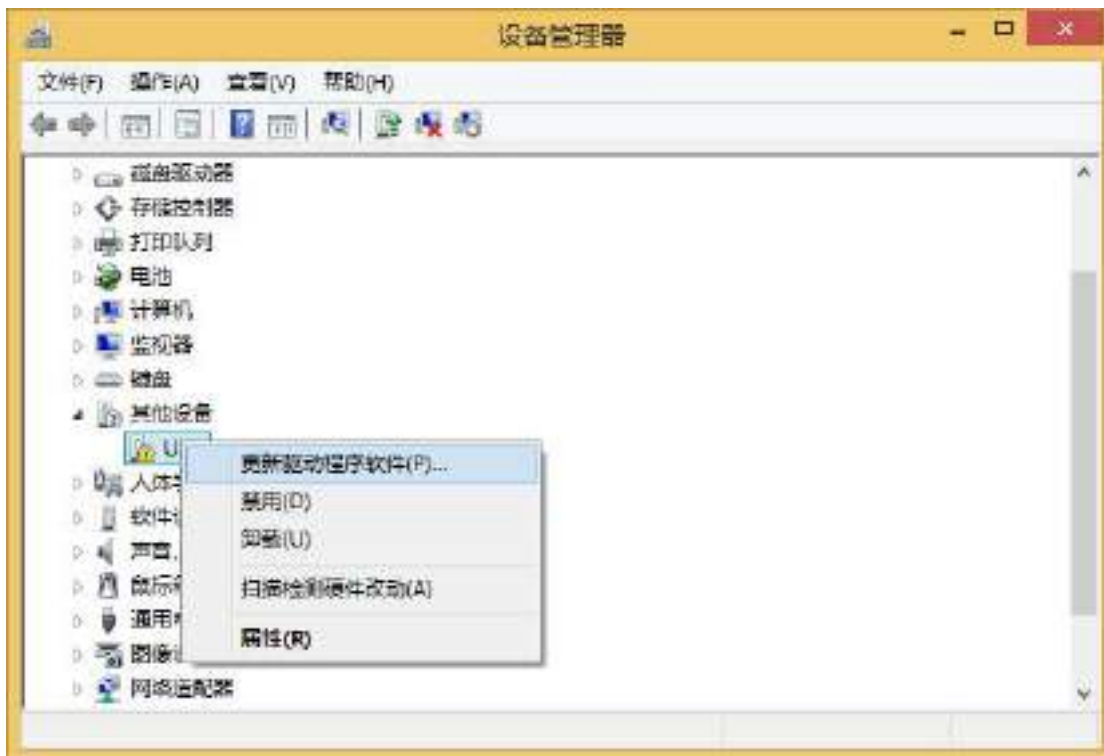 设备管理器
文件(F) 操作(A) 查看(V) 帮助(H)
磁盘驱动器
存储控制器
打印队列
电池
计算机
监视器
键盘
其他设备
U
更新驱动程序软件(P)...
禁用(D)
卸载(U)
扫描检测硬件改动(A)
属性(R)
人体
软件
声音
鼠标
通用
图像
网络适配器